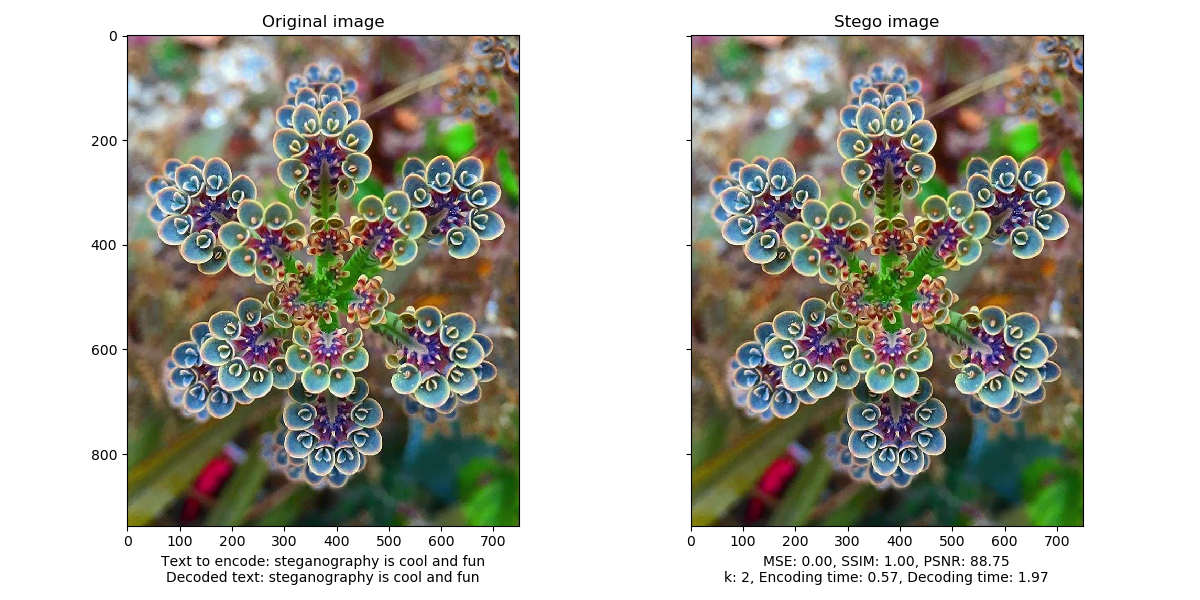 Original image
Stego image
0
200
400
600
800
0 100 200 300 400 500 600 700
0 100 200 300 400 500 600 700
Text to encode: steganography is cool and fun
Decoded text: steganography is cool and fun
MSE: 0.00, SSIM: 1.00, PSNR: 88.75
k: 2, Encoding time: 0.57, Decoding time: 1.97